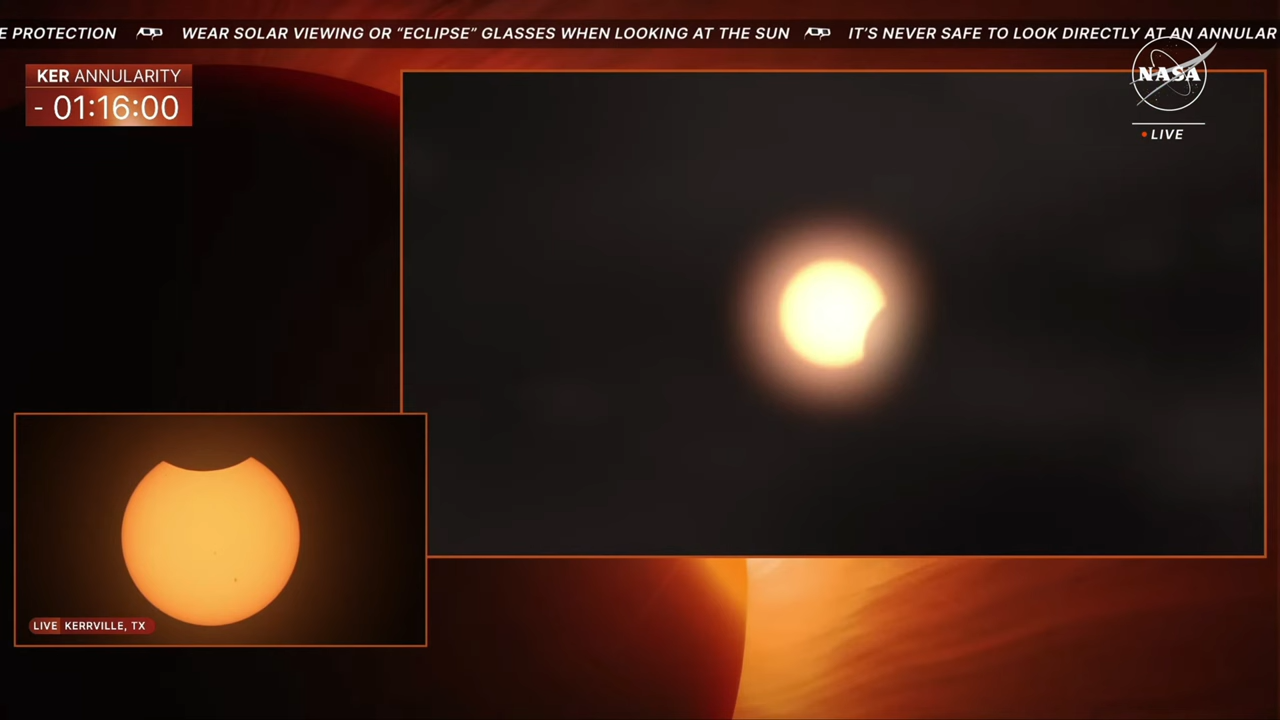 E PROTECTION WEAR SOLAR VIEWING OR “ECLIPSE” GLASSES WHEN LOOKING AT THE SUN IT’S NEVER SAFE TO LOOK DIRECTLY AT AN ANNULAR
KER ANNULARITY
- 01:16:00
NASA
LIVE
LIVE KERRVILLE, TX